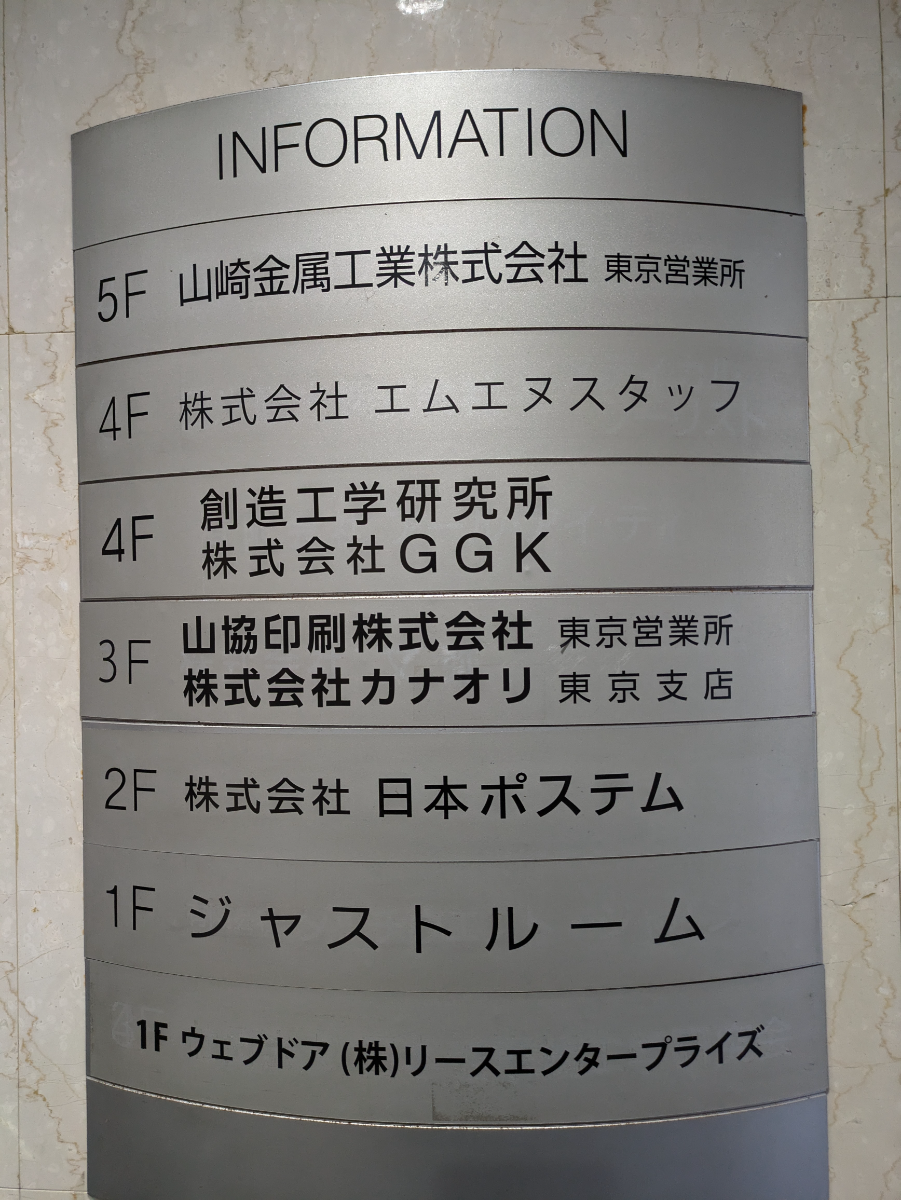 INFORMATION
5F 山崎金属工業株式会社 東京営業所
4F 株式会社 エムエヌスタッフ
4F 創造工学研究所
株式会社GGK
3F 山協印刷株式会社 東京営業所
株式会社カナオリ 東京支店
2F 株式会社 日本ポステム
1F ジャストルーム
1F ウェブドア (株)リースエンタープライズ